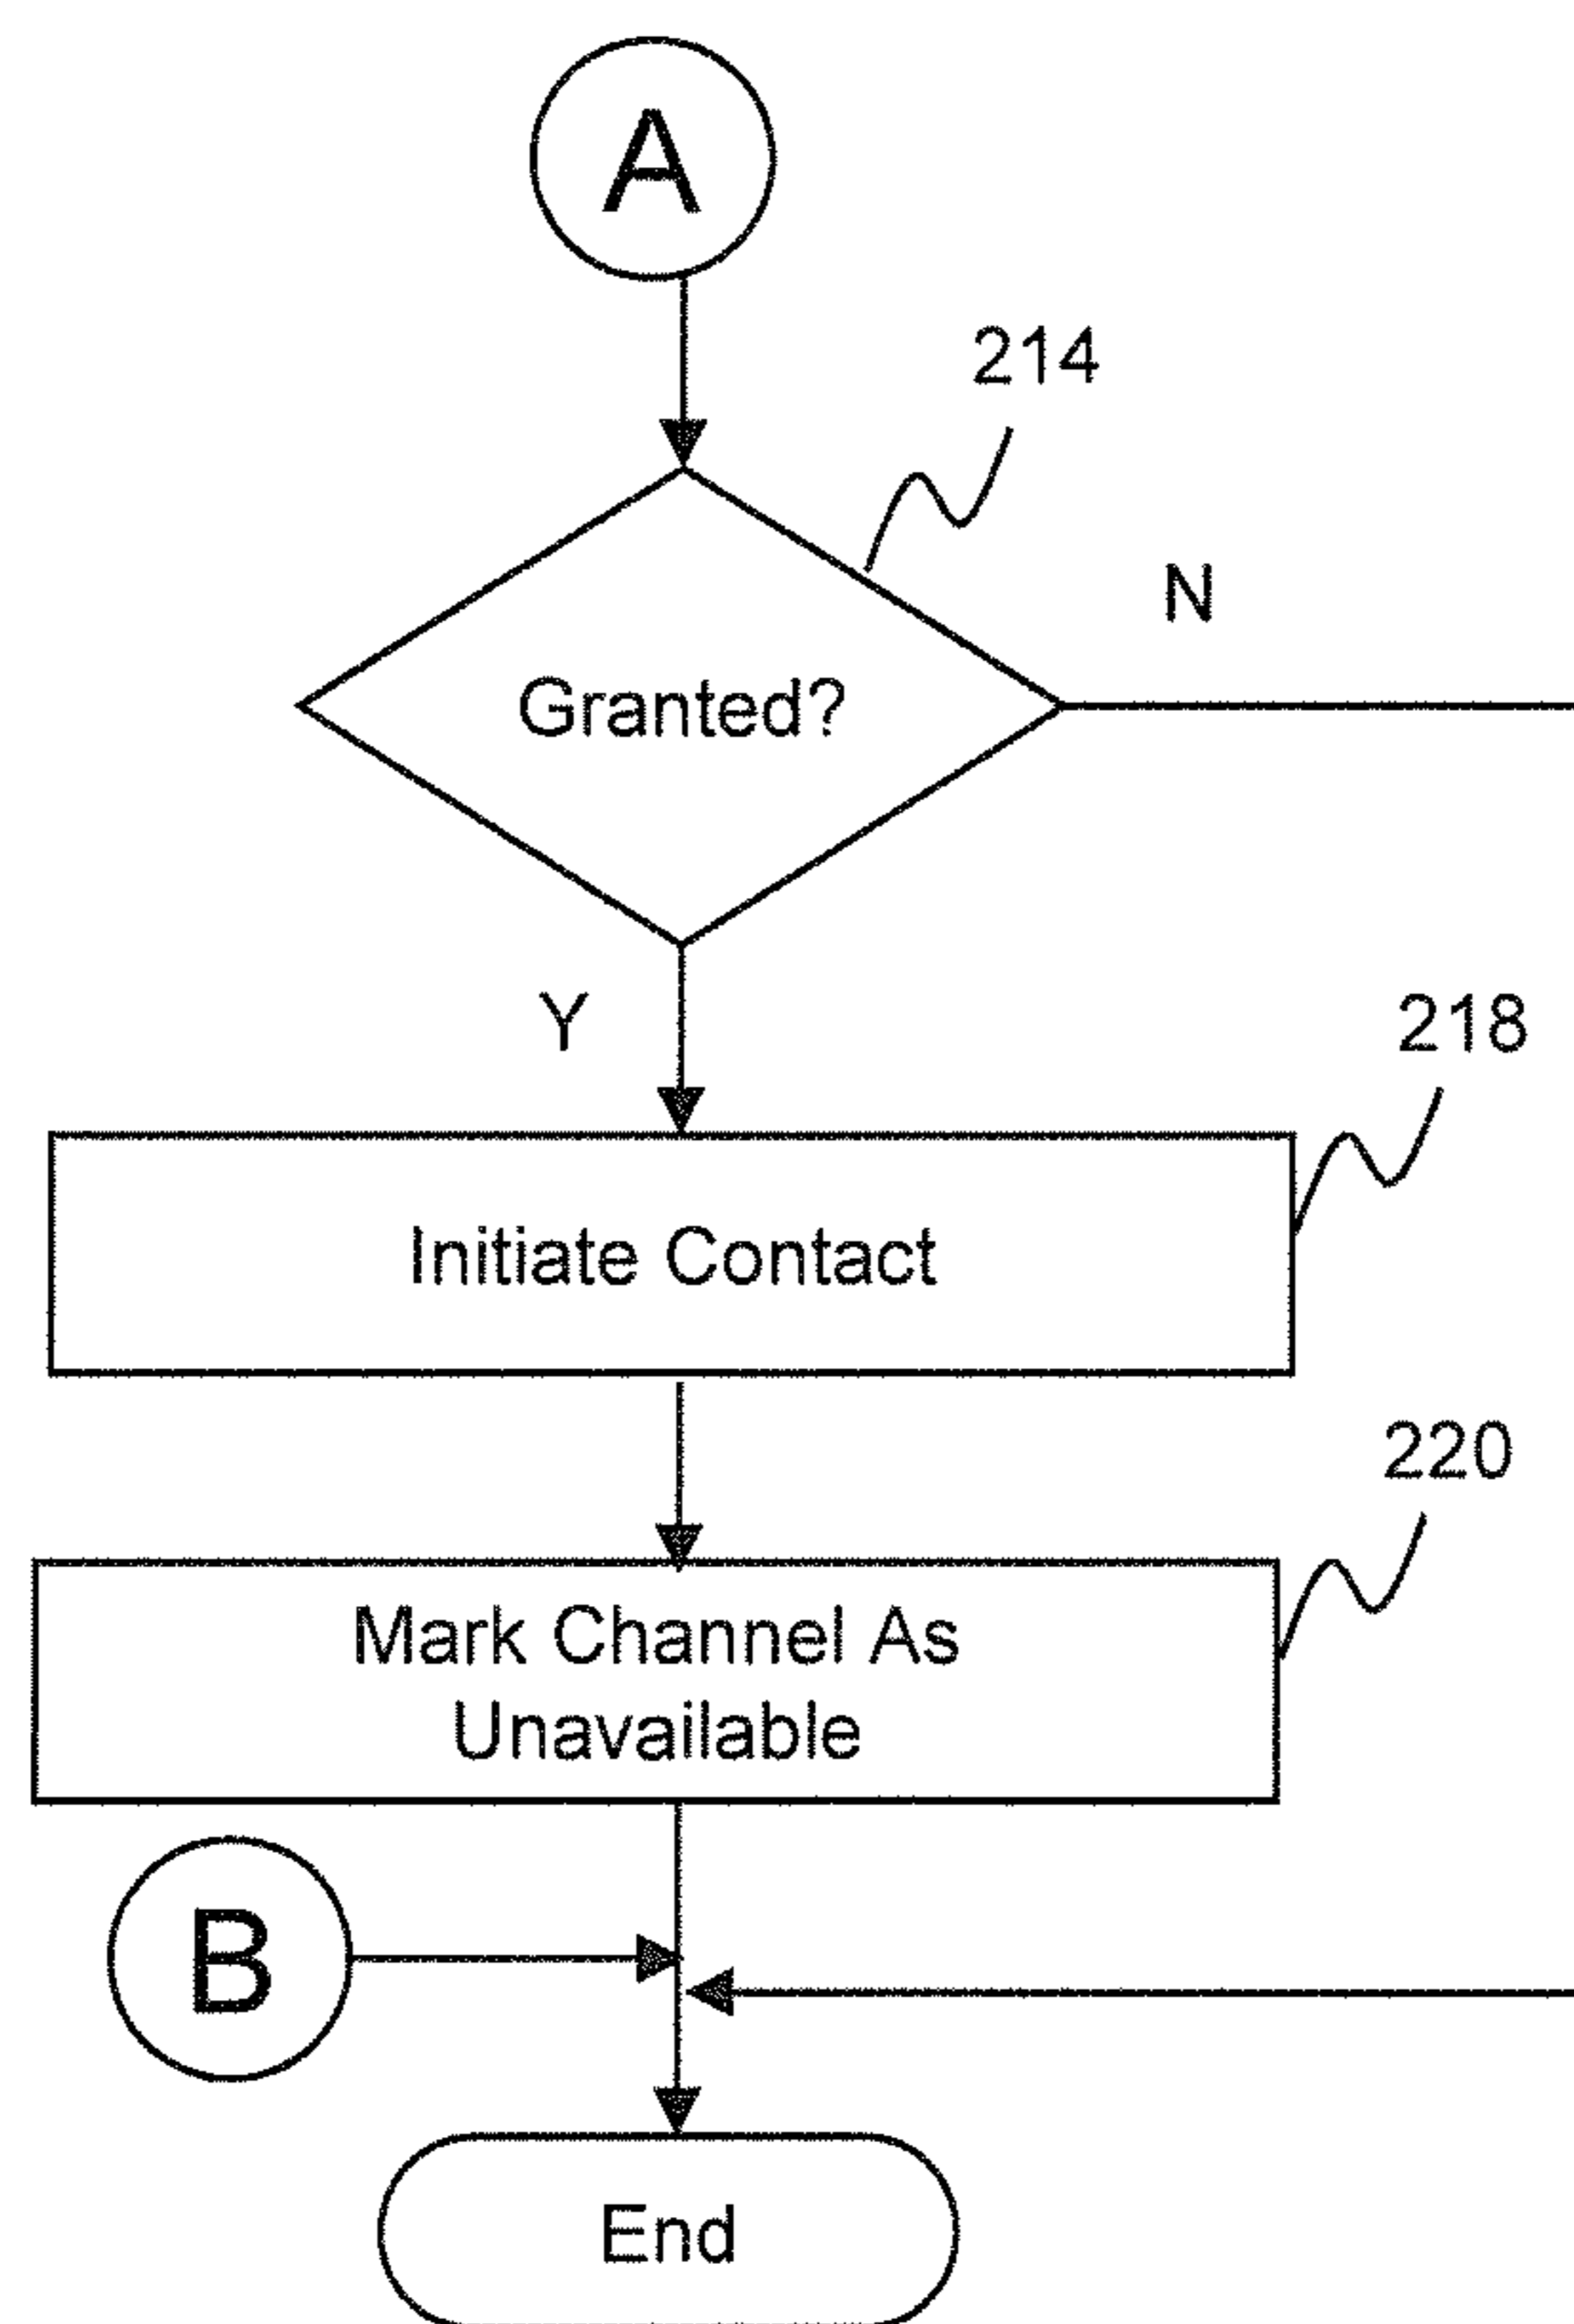 A
214
N
Granted?
Y
218
Initiate Contact
220
Mark Channel As
Unavailable
B
End